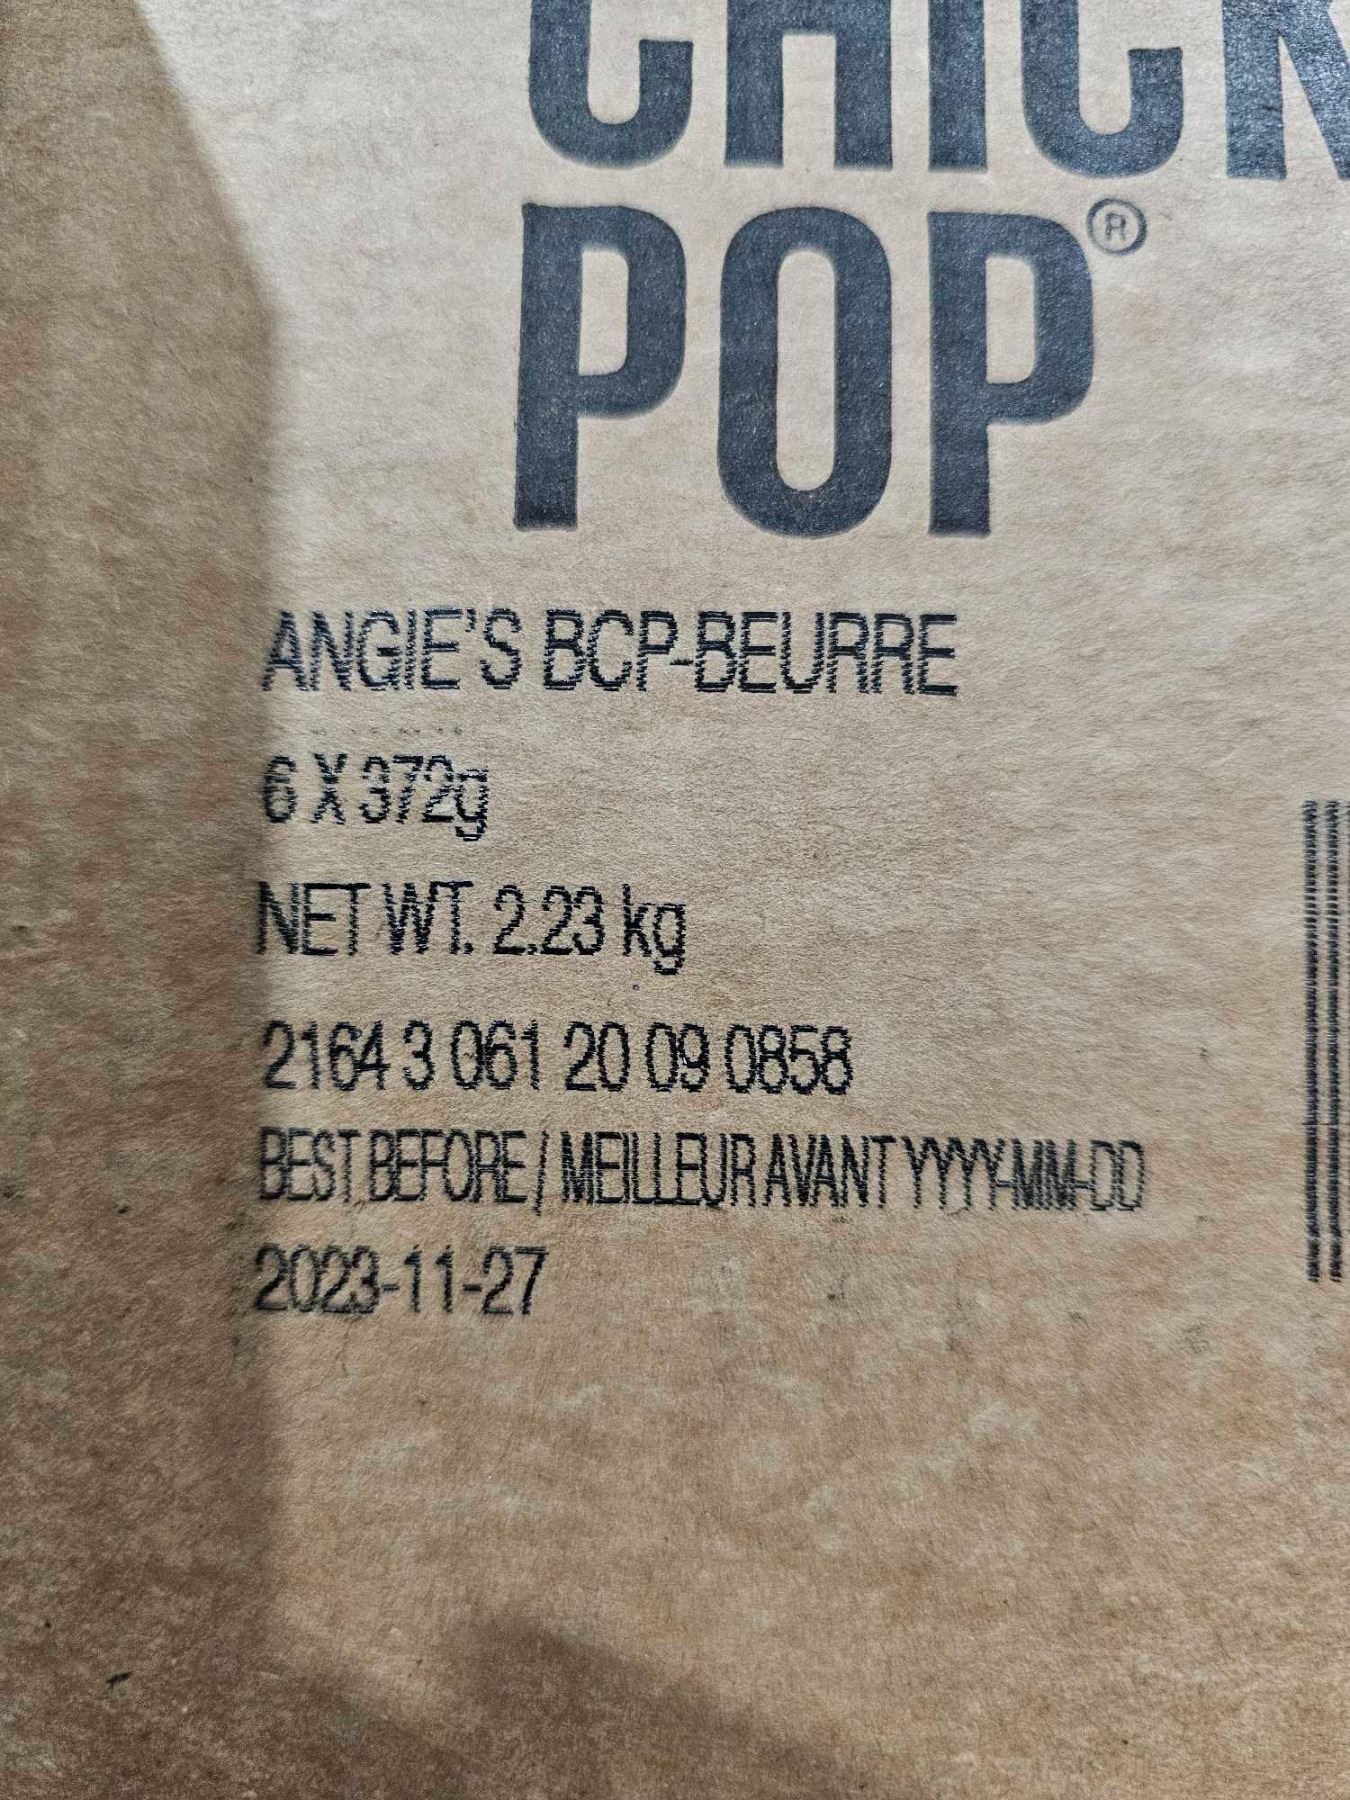 CHICK
POP®
ANGIE'S BCP-BEURRE
6 X 372g
NET WT. 2.23 kg
2164 3 061 20 09 0858
BEST BEFORE / MEILLEUR AVANT YYYY-MM-DD
2023-11-27